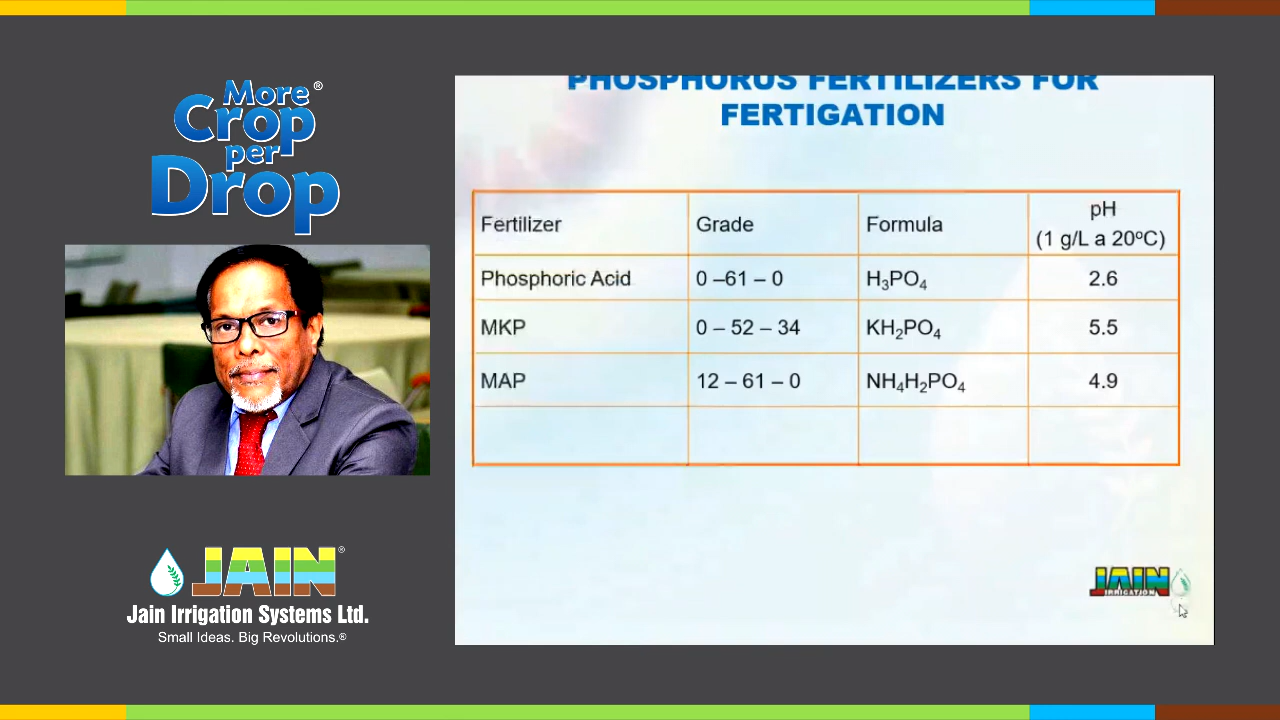 More®
Crop
per
Drop
JAIN®
Jain Irrigation Systems Ltd.
Small Ideas. Big Revolutions.®
PHOSPHORUS FERTILIZERS FOR
FERTIGATION
Fertilizer Grade Formula pH (1 g/L a 20ºC)
Phosphoric Acid 0 –61 – 0 H₃PO₄ 2.6
MKP 0 – 52 – 34 KH₂PO₄ 5.5
MAP 12 – 61 – 0 NH₄H₂PO₄ 4.9
JAIN
IRRIGATION